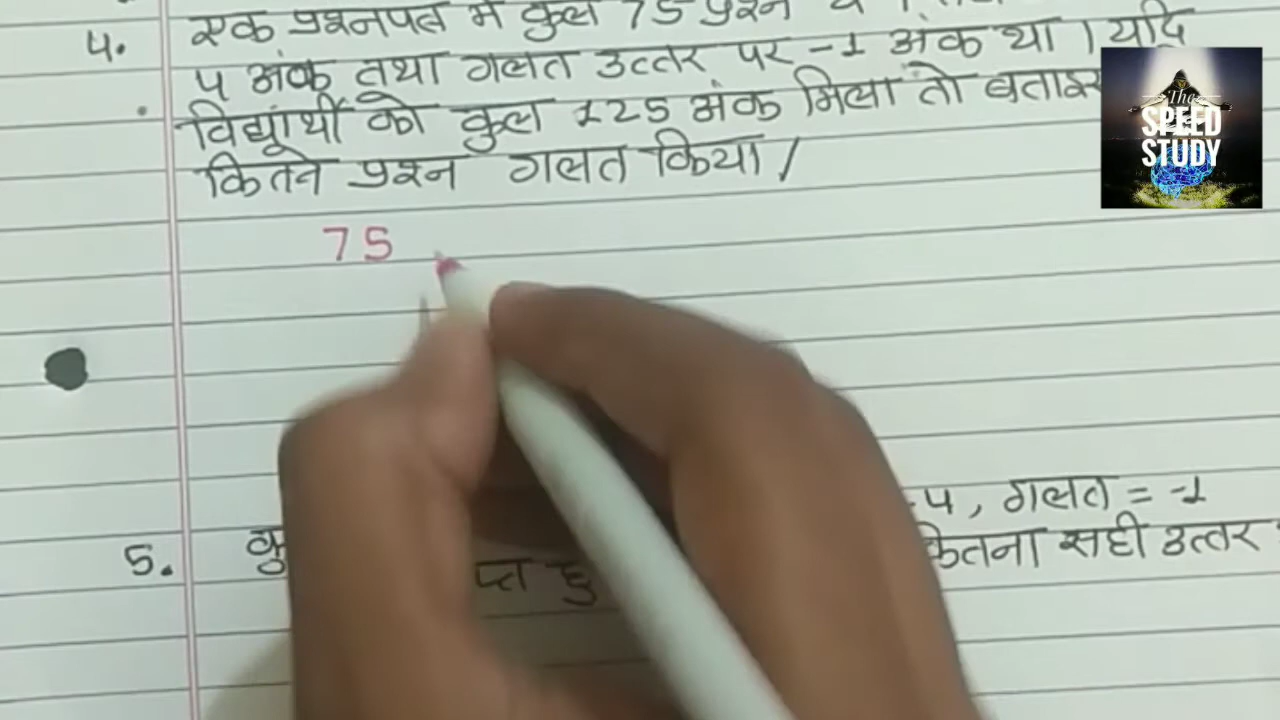 4. एक प्रश्नपत्र में कुल 75 प्रश्न थे ।
4 अंक तथा गलत उत्तर पर -1 अंक था । यदि
विद्यार्थी को कुल 125 अंक मिला तो बताइए
कितने प्रश्न गलत किया /
75
The
SPEED
STUDY
4, गलत = -1
5. कितना सही उत्तर